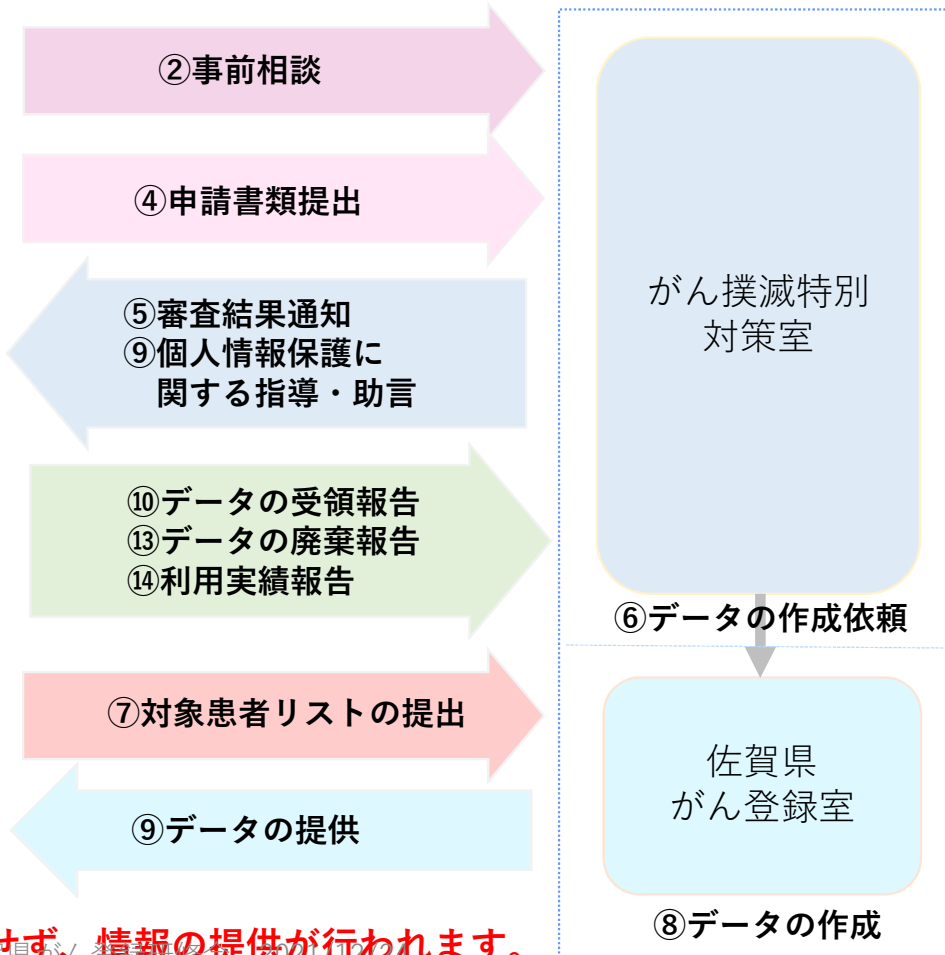 ②事前相談
④申請書類提出
⑤審査結果通知
⑨個人情報保護に
関する指導・助言
⑩データの受領報告
⑬データの廃棄報告
⑭利用実績報告
⑦対象患者リストの提出
⑨データの提供
がん撲滅特別
対策室
⑥データの作成依頼
佐賀県
がん登録室
⑧データの作成
せず、情報の提供が行われます。